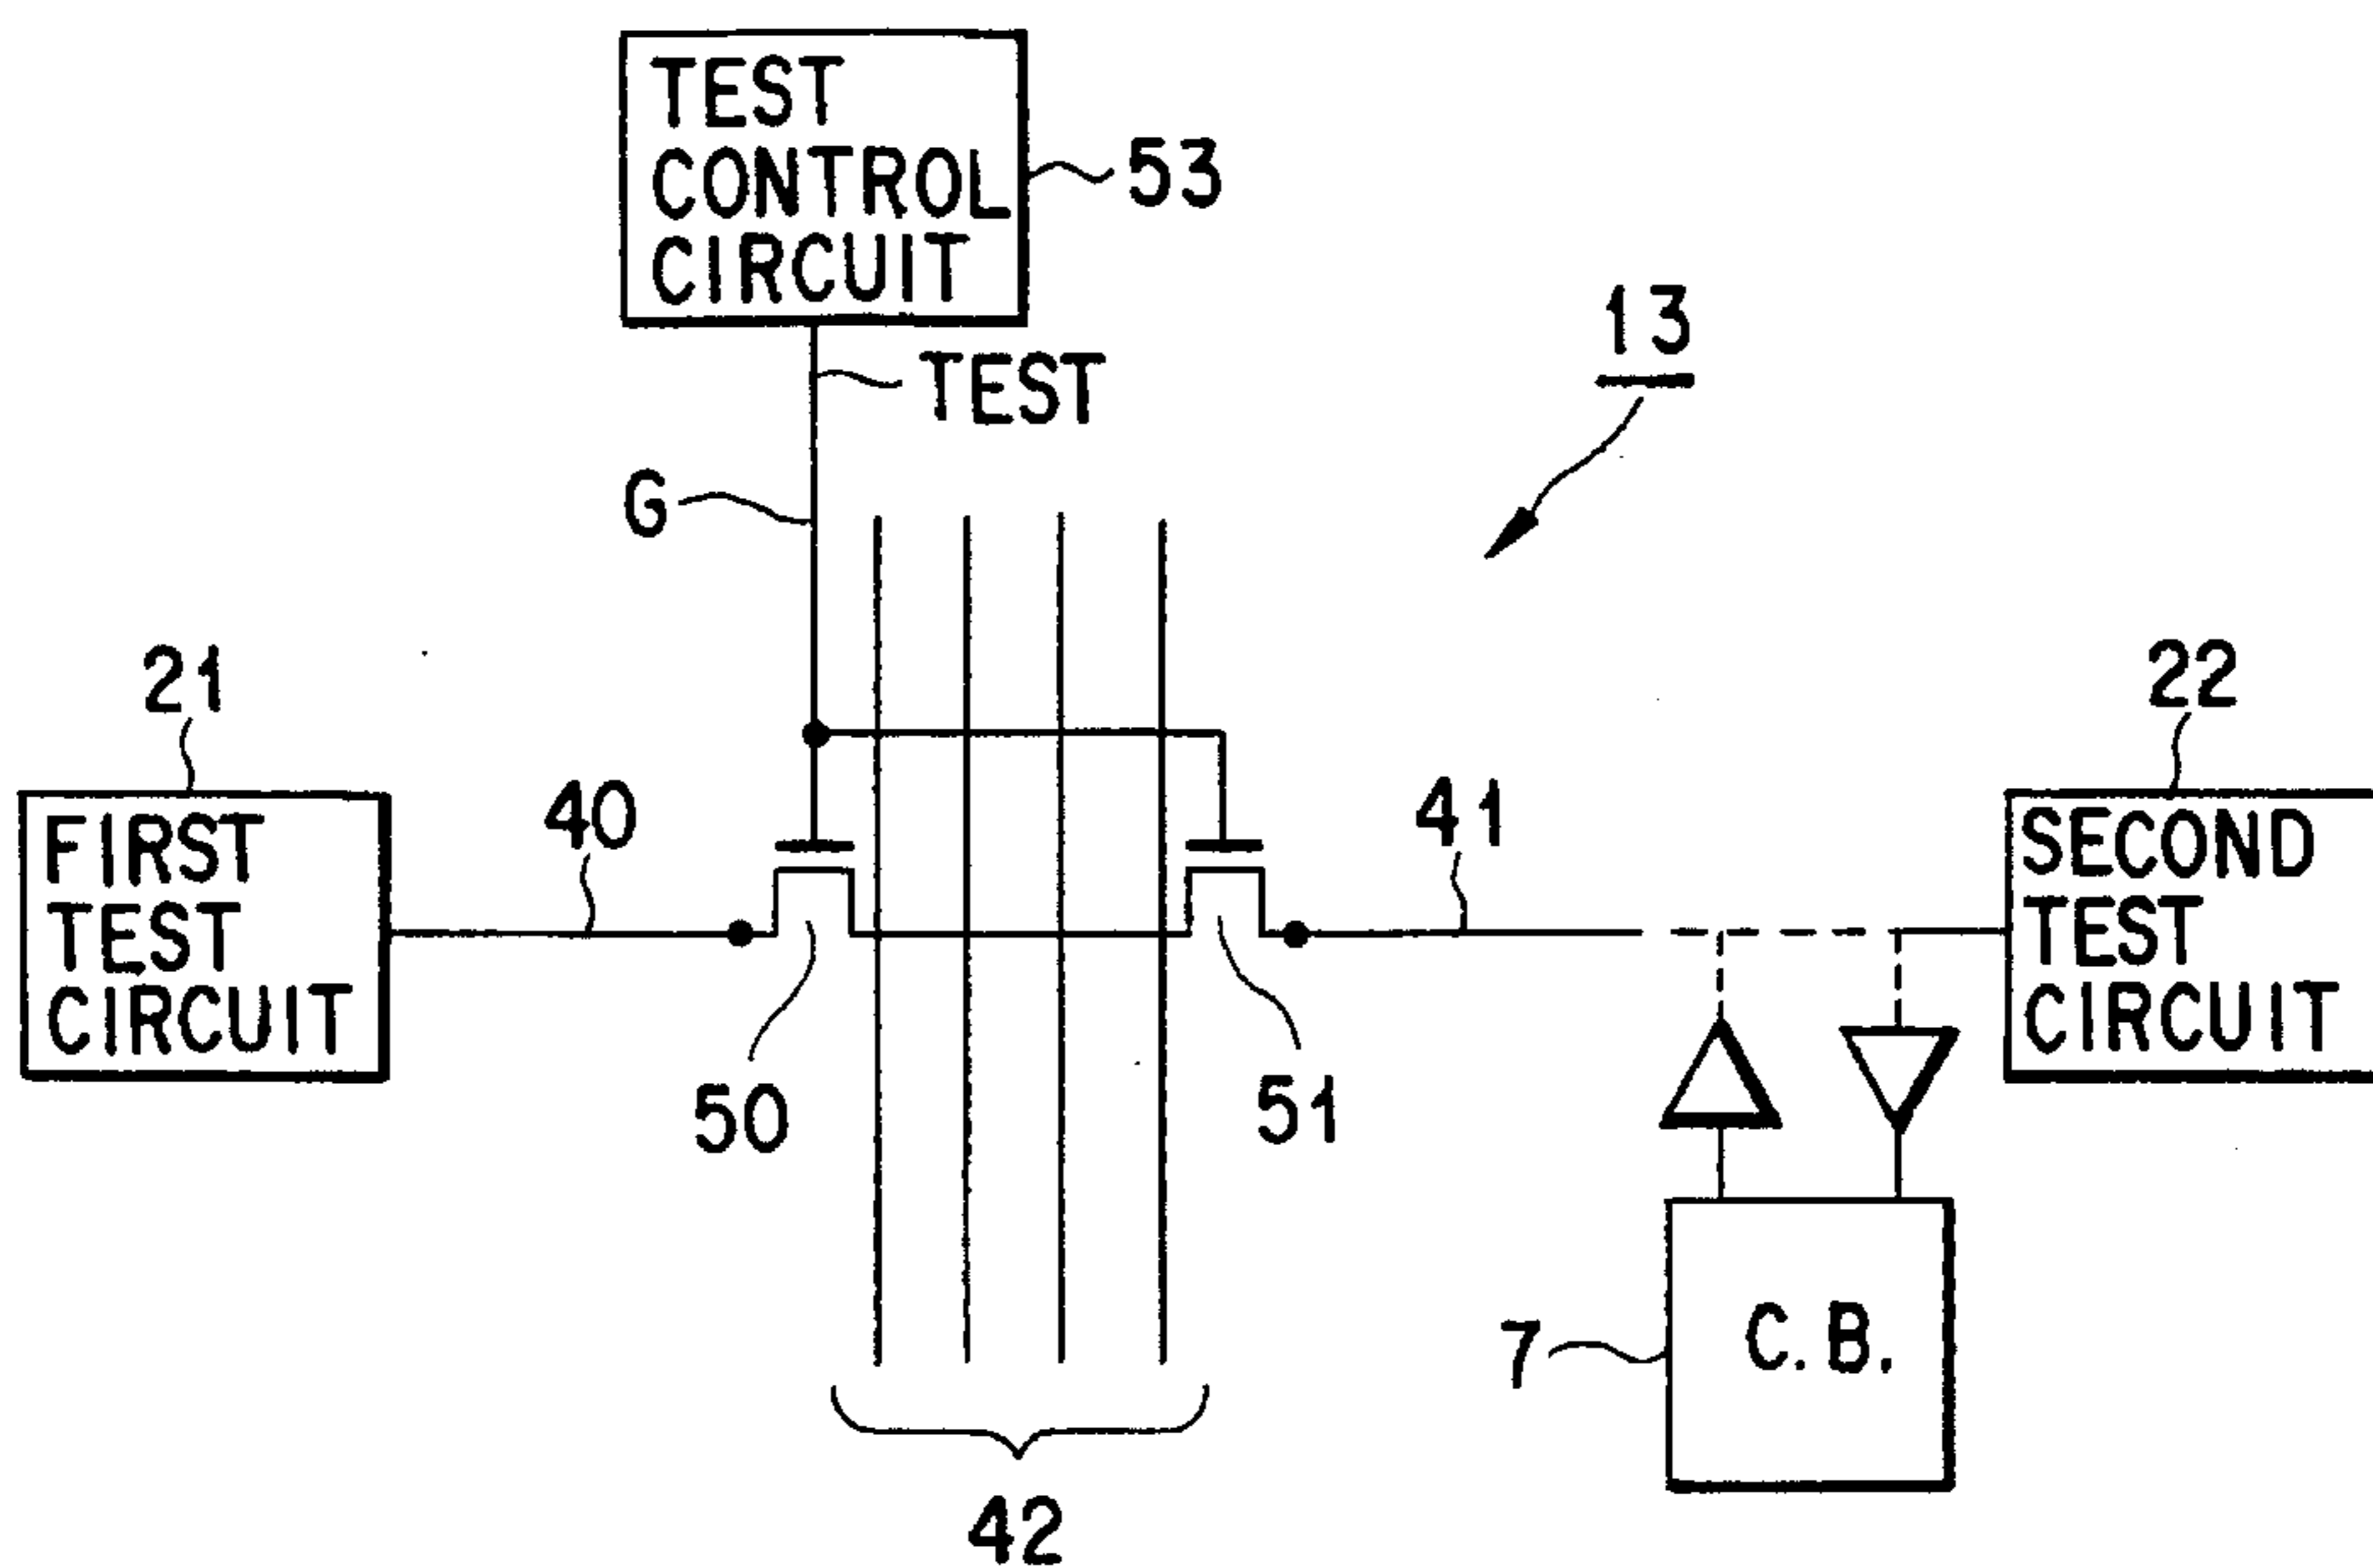 TEST
CONTROL
CIRCUIT
53
TEST
13
G
21
22
40
41
FIRST
TEST
CIRCUIT
SECOND
TEST
CIRCUIT
50
51
7
C.B.
42